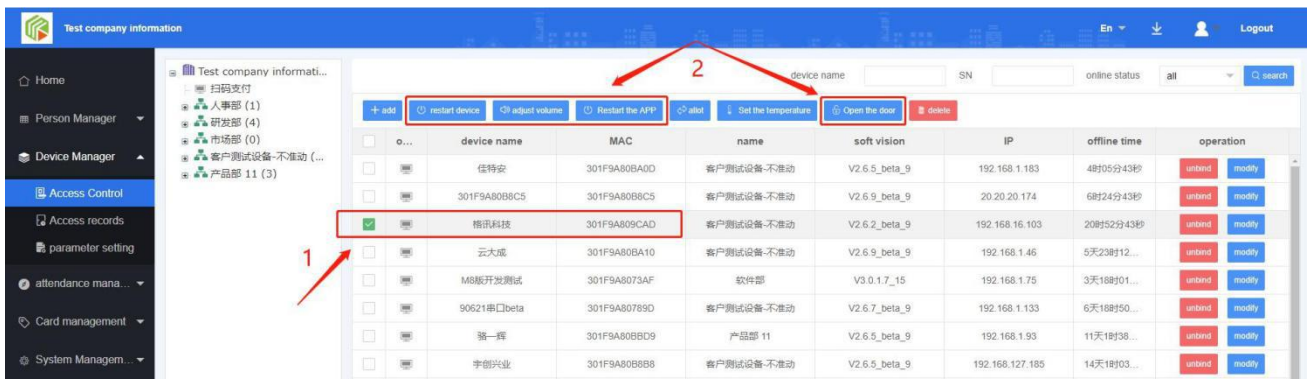 Test company information En Logout
Home
Person Manager
Device Manager
Access Control
Access records
parameter setting
attendance mana...
Card management
System Managem...
Test company informati...
扫码支付
人事部 (1)
研发部 (4)
市场部 (0)
客户测试设备-不准动 (...
产品部 11 (3)
2
device name SN online status all search
add restart device adjust volume Restart the APP allot Set the temperature Open the door delete
o... device name MAC name soft vision IP offline time operation
佳特安 301F9A80BA0D 客户测试设备-不准动 V2.6.5_beta_9 192.168.1.183 4时05分43秒 unbind modify
301F9A80B8C5 301F9A80B8C5 客户测试设备-不准动 V2.6.9_beta_9 20.20.20.174 6时24分43秒 unbind modify
格讯科技 301F9A809CAD 客户测试设备-不准动 V2.6.2_beta_9 192.168.16.103 20时52分43秒 unbind modify
1
云大成 301F9A80BA10 客户测试设备-不准动 V2.6.9_beta_9 192.168.1.46 5天23时12... unbind modify
M8版开发测试 301F9A8073AF 软件部 V3.0.1.7_15 192.168.1.75 3天18时01... unbind modify
90621串口beta 301F9A80789D 客户测试设备-不准动 V2.6.7_beta_9 192.168.1.133 6天18时50... unbind modify
骆一辉 301F9A80BBD9 产品部 11 V2.6.5_beta_9 192.168.1.93 11天1时38... unbind modify
宇创兴业 301F9A80B8B8 客户测试设备-不准动 V2.6.5_beta_9 192.168.127.185 14天1时03... unbind modify